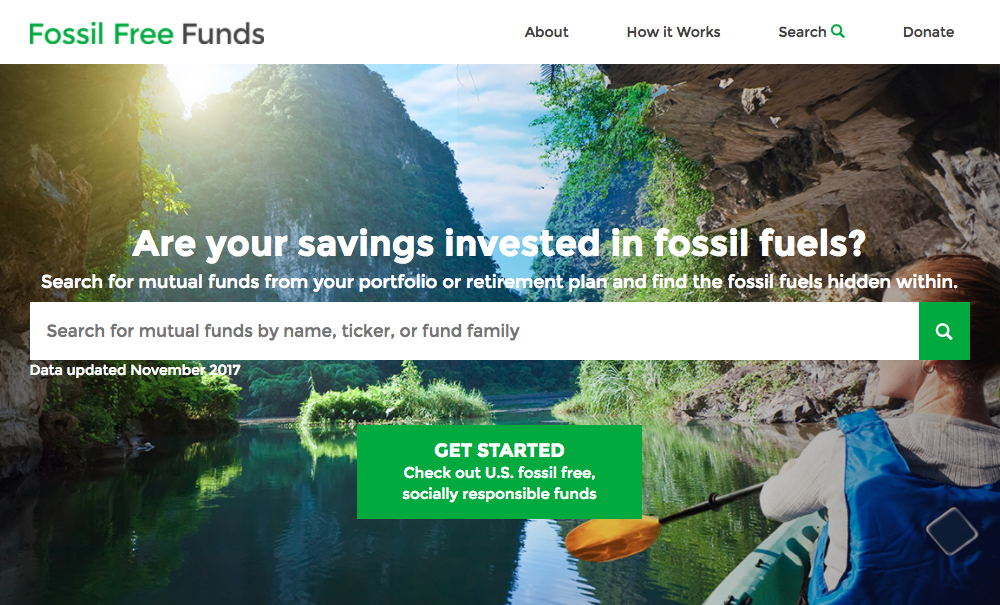 Fossil Free Funds
About
How it Works
Search
Donate
Are your savings invested in fossil fuels?
Search for mutual funds from your portfolio or retirement plan and find the fossil fuels hidden within.
Search for mutual funds by name, ticker, or fund family
Data updated November 2017
GET STARTED
Check out U.S. fossil free,
socially responsible funds